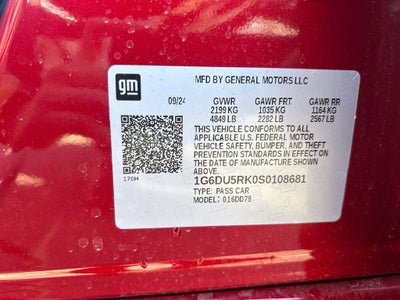 gm
MFD BY GENERAL MOTORS LLC
09/24 GVWR GAWR FRT GAWR RR
2199 KG 1035 KG 1164 KG
4849 LB 2282 LB 2567 LB
THIS VEHICLE CONFORMS TO ALL APPLICABLE
U.S. FEDERAL MOTOR
VEHICLE SAFETY, BUMPER, AND THEFT
PREVENTION STANDARDS IN EFFECT ON
THE DATE OF MANUFACTURE SHOWN
ABOVE.
1G6DU5RK0S0108681
TYPE: PASS CAR
MODEL: 016DD79
170H